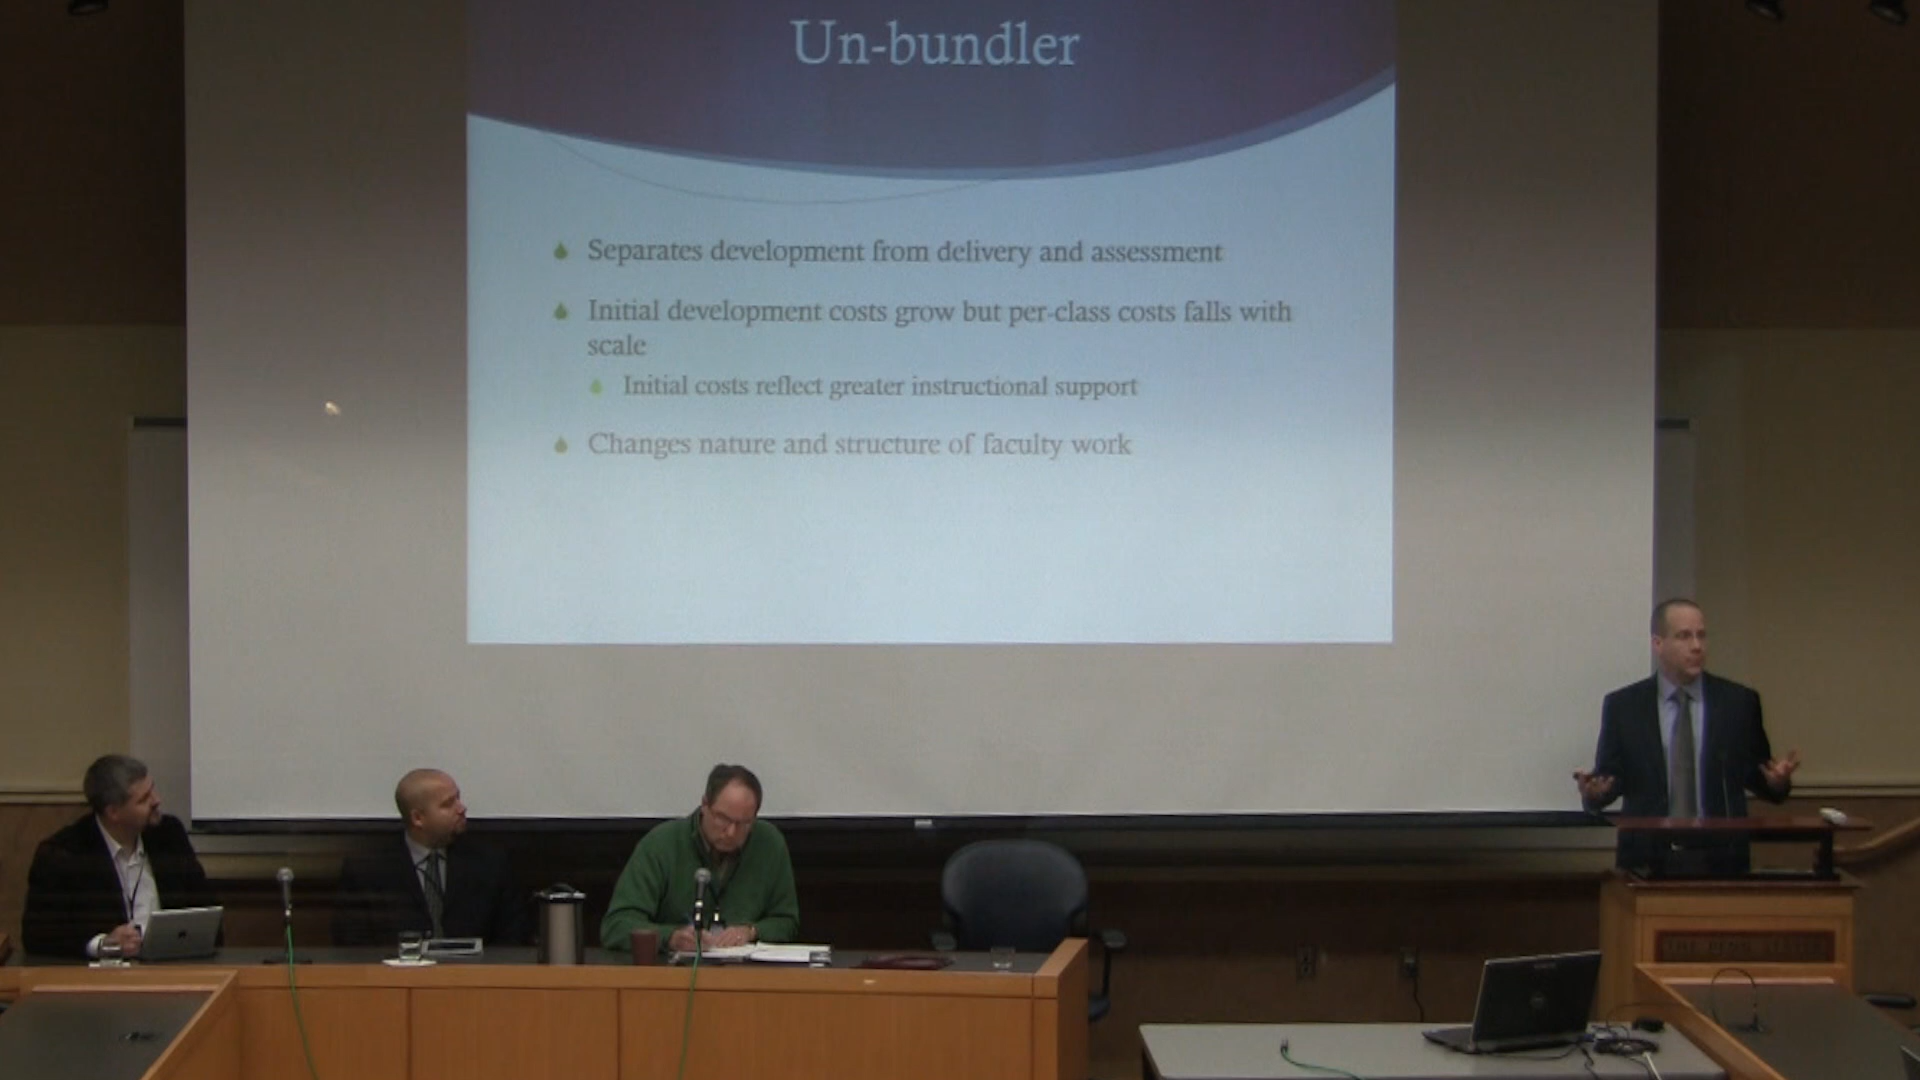 Un-bundler
Separates development from delivery and assessment
Initial development costs grow but per-class costs falls with
scale
Initial costs reflect greater instructional support
Changes nature and structure of faculty work